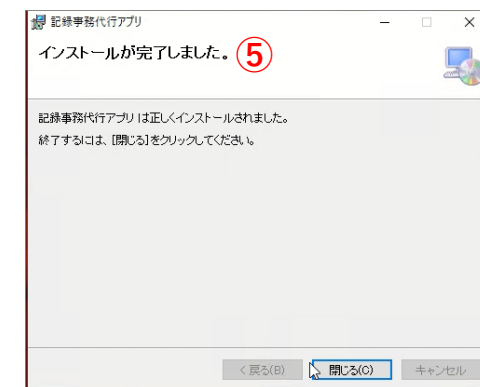 記録事務代行アプリ
インストールが完了しました。⑤
記録事務代行アプリ は正しくインストールされました。
終了するには、[閉じる]をクリックしてください。
< 戻る(B) 閉じる(C) キャンセル